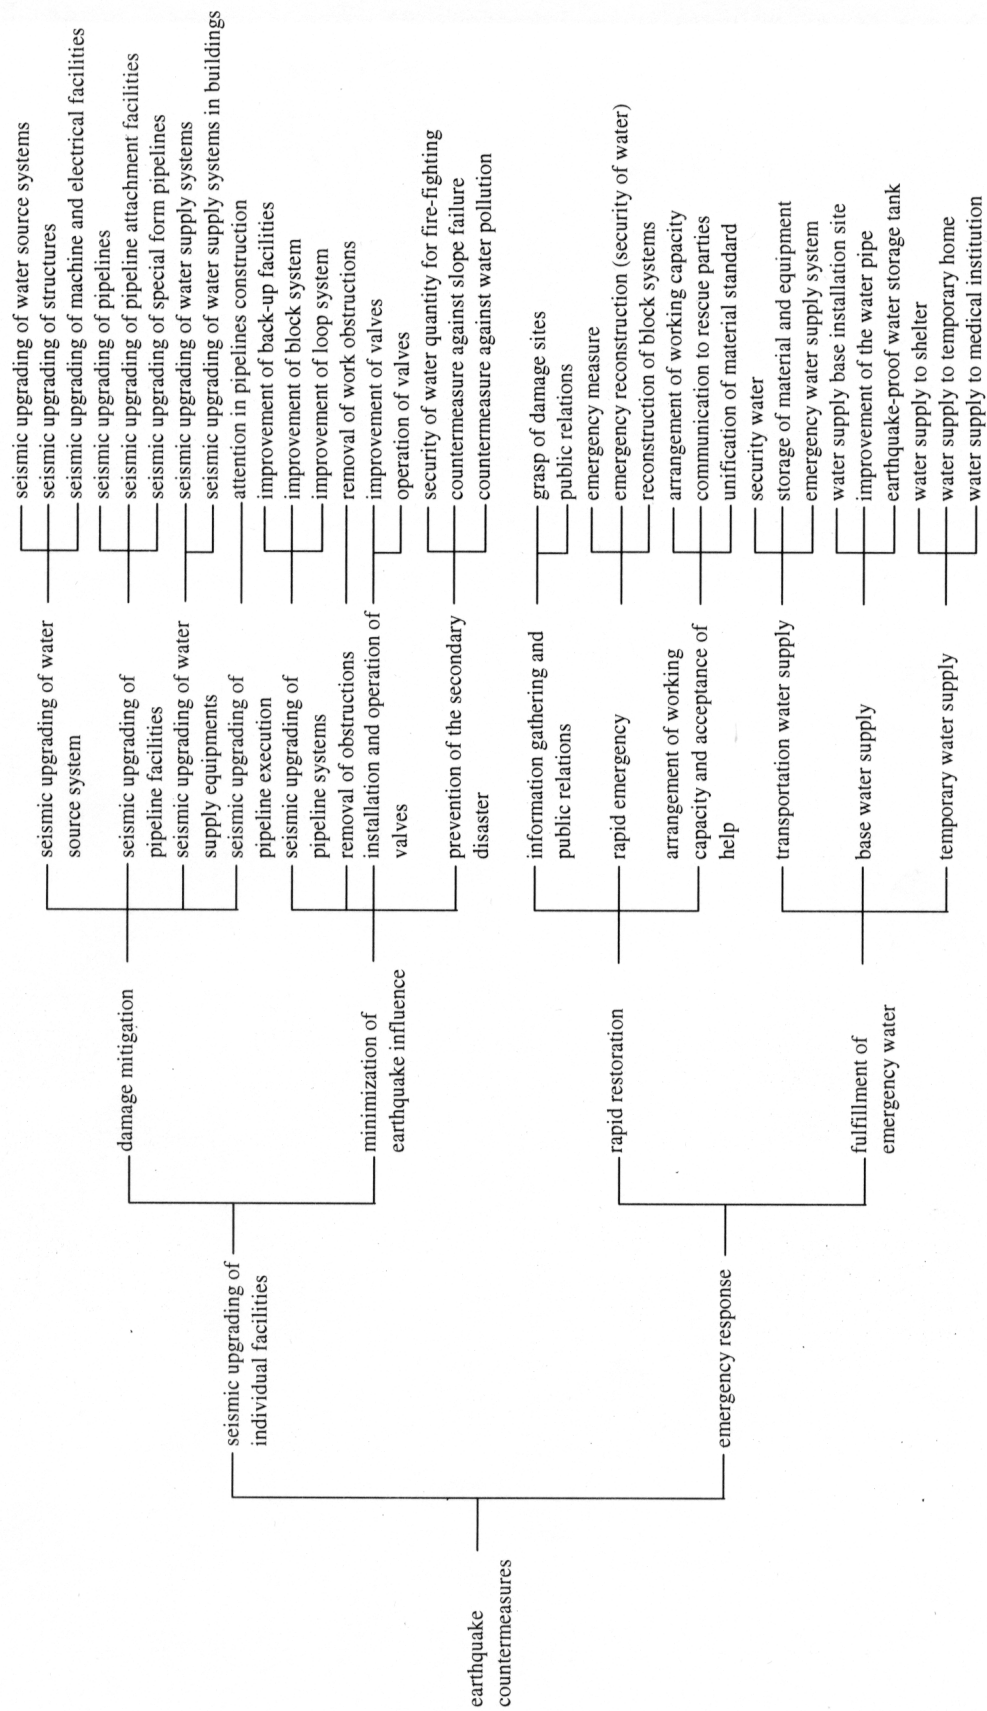 earthquake
countermeasures
seismic upgrading of
individual facilities
emergency response
damage mitigation
minimization of
earthquake influence
rapid restoration
fulfillment of
emergency water
seismic upgrading of water
source system
seismic upgrading of
pipeline facilities
seismic upgrading of water
supply equipments
seismic upgrading of
pipeline execution
seismic upgrading of
pipeline systems
removal of obstructions
installation and operation of
valves
prevention of the secondary
disaster
information gathering and
public relations
rapid emergency
arrangement of working
capacity and acceptance of
help
transportation water supply
base water supply
temporary water supply
seismic upgrading of water source systems
seismic upgrading of structures
seismic upgrading of machine and electrical facilities
seismic upgrading of pipelines
seismic upgrading of pipeline attachment facilities
seismic upgrading of special form pipelines
seismic upgrading of water supply systems
seismic upgrading of water supply systems in buildings
attention in pipelines construction
improvement of back-up facilities
improvement of block system
improvement of loop system
removal of work obstructions
improvement of valves
operation of valves
security of water quantity for fire-fighting
countermeasure against slope failure
countermeasure against water pollution
grasp of damage sites
public relations
emergency measure
emergency reconstruction (security of water)
reconstruction of block systems
arrangement of working capacity
communication to rescue parties
unification of material standard
security water
storage of material and equipment
emergency water supply system
water supply base installation site
improvement of the water pipe
earthquake-proof water storage tank
water supply to shelter
water supply to temporary home
water supply to medical institution